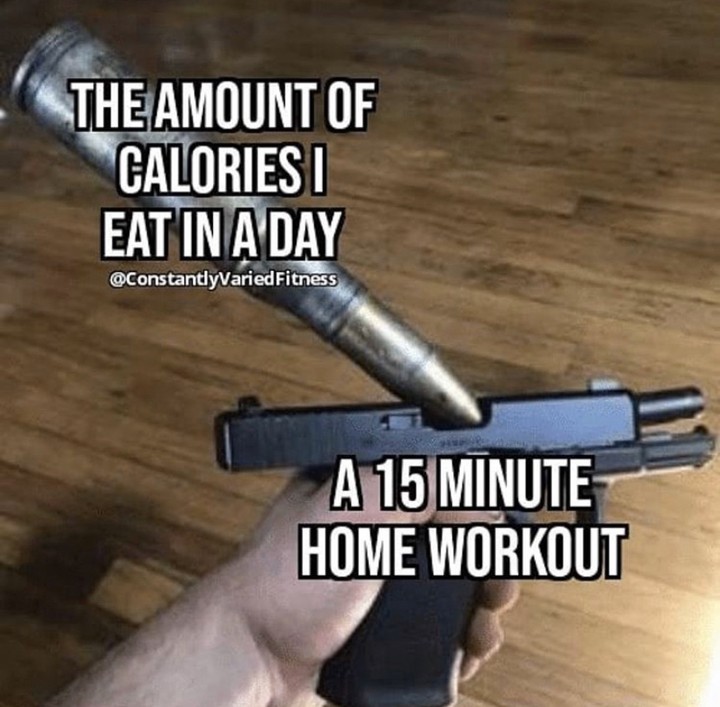 THE AMOUNT OF
CALORIES I
EAT IN A DAY
@ConstantlyVariedFitness
A 15 MINUTE
HOME WORKOUT